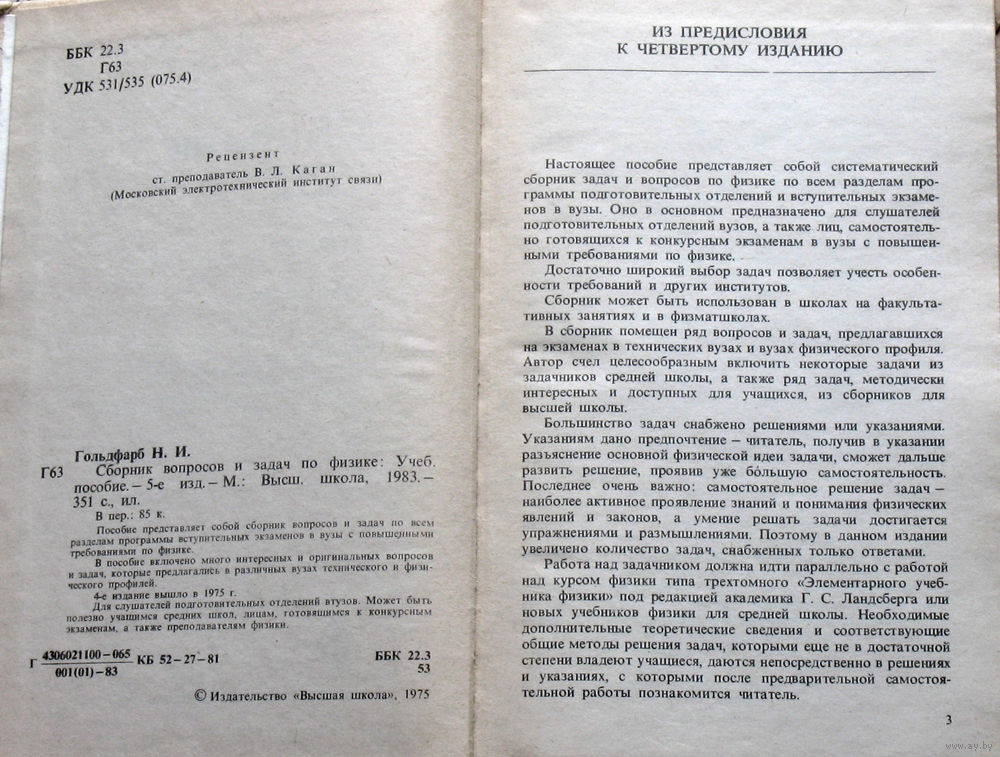 ББК 22.3
Г63
УДК 531/535 (075.4)
Рецензент
ст. преподаватель В. Л. Каган
(Московский электротехнический институт связи)
Гольдфарб Н. И.
Г63 Сборник вопросов и задач по физике: Учеб.
пособие. – 5-е изд. – М.: Высш. школа, 1983. –
351 с., ил.
В пер.: 85 к.
Пособие представляет собой сборник вопросов и задач по всем
разделам программы вступительных экзаменов в вузы с повышенными
требованиями по физике.
В пособие включено много интересных и оригинальных вопросов
и задач, которые предлагались в различных вузах технического и физи-
ческого профилей.
4-е издание вышло в 1975 г.
Для слушателей подготовительных отделений втузов. Может быть
полезно учащимся средних школ, лицам, готовящимся к конкурсным
экзаменам, а также преподавателям физики.
Г 4306021100–065 КБ 52–27–81
001(01)–83
ББК 22.3
53
© Издательство «Высшая школа», 1975
ИЗ ПРЕДИСЛОВИЯ
К ЧЕТВЕРТОМУ ИЗДАНИЮ
Настоящее пособие представляет собой систематический
сборник задач и вопросов по физике по всем разделам про-
граммы подготовительных отделений и вступительных экзаме-
нов в вузы. Оно в основном предназначено для слушателей
подготовительных отделений вузов, а также лиц, самостоятель-
но готовящихся к конкурсным экзаменам в вузы с повышен-
ными требованиями по физике.
Достаточно широкий выбор задач позволяет учесть особен-
ности требований и других институтов.
Сборник может быть использован в школах на факульта-
тивных занятиях и в физматшколах.
В сборник помещен ряд вопросов и задач, предлагавшихся
на экзаменах в технических вузах и вузах физического профиля.
Автор счел целесообразным включить некоторые задачи из
задачников средней школы, а также ряд задач, методически
интересных и доступных для учащихся, из сборников для
высшей школы.
Большинство задач снабжено решениями или указаниями.
Указаниям дано предпочтение – читатель, получив в указании
разъяснение основной физической идеи задачи, сможет дальше
развить решение, проявив уже бо́льшую самостоятельность.
Последнее очень важно: самостоятельное решение задач –
наиболее активное проявление знаний и понимания физических
явлений и законов, а умение решать задачи достигается
упражнениями и размышлениями. Поэтому в данном издании
увеличено количество задач, снабженных только ответами.
Работа над задачником должна идти параллельно с работой
над курсом физики типа трехтомного «Элементарного учеб-
ника физики» под редакцией академика Г. С. Ландсберга или
новых учебников физики для средней школы. Необходимые
дополнительные теоретические сведения и соответствующие
общие методы решения задач, которыми еще не в достаточной
степени владеют учащиеся, даются непосредственно в решениях
и указаниях, с которыми после предварительной самостоя-
тельной работы познакомится читатель.
3
www.ay.by